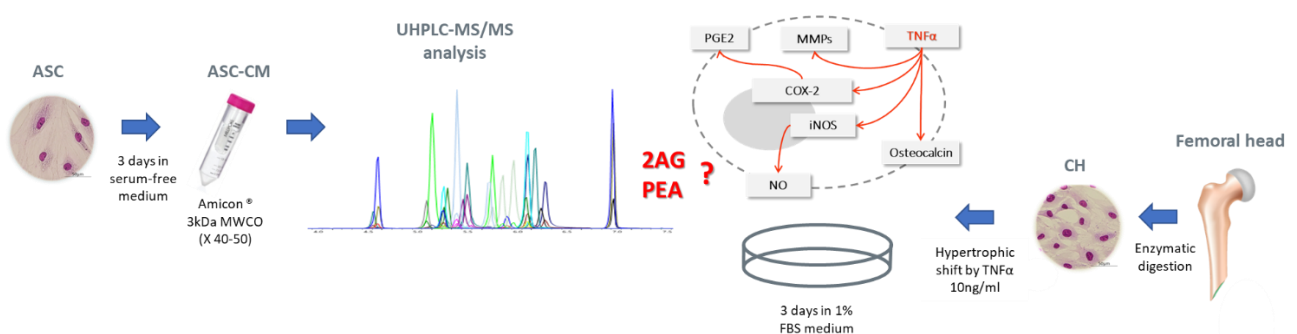 ASC
3 days in
serum-free
medium
ASC-CM
Amicon ®
3kDa MWCO
(X 40-50)
UHPLC-MS/MS
analysis
2AG
PEA
?
PGE2
MMPs
TNFα
COX-2
iNOS
NO
Osteocalcin
3 days in 1%
FBS medium
Hypertrophic
shift by TNFα
10ng/ml
CH
Enzymatic
digestion
Femoral head